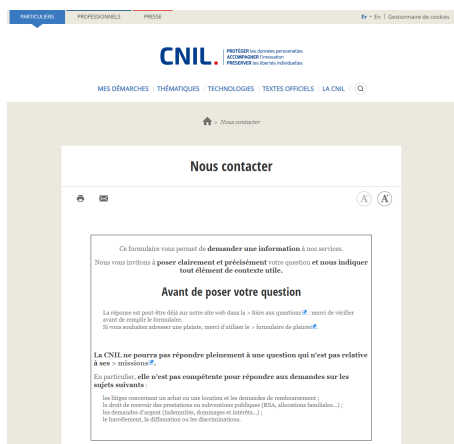 PARTICULIERS PROFESSIONNELS PRESSE Fr • En | Gestionnaire de cookies
CNIL. PROTÉGER les données personnelles
ACCOMPAGNER l'innovation
PRÉSERVER les libertés individuelles
MES DÉMARCHES | THÉMATIQUES | TECHNOLOGIES | TEXTES OFFICIELS | LA CNIL |
> Nous contacter
Nous contacter
A A
Ce formulaire vous permet de demander une information à nos services.
Nous vous invitons à poser clairement et précisément votre question et nous indiquer
tout élément de contexte utile.
Avant de poser votre question
La réponse est peut-être déjà sur notre site web dans la > foire aux questions : merci de vérifier
avant de remplir le formulaire.
Si vous souhaitez adresser une plainte, merci d'utiliser le > formulaire de plainte.
La CNIL ne pourra pas répondre pleinement à une question qui n'est pas relative
à ses > missions.
En particulier, elle n'est pas compétente pour répondre aux demandes sur les
sujets suivants :
les litiges concernant un achat ou une location et les demandes de remboursement ;
le droit de recevoir des prestations ou subventions publiques (RSA, allocations familiales...) ;
les demandes d'argent (indemnités, dommages et intérêts...) ;
le harcèlement, la diffamation ou les discriminations.